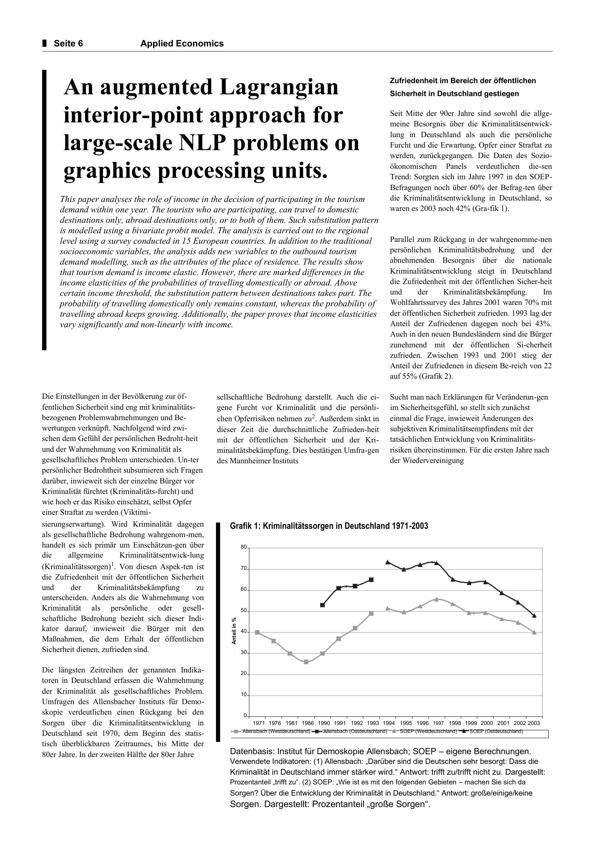 Seite 6 Applied Economics
An augmented Lagrangian
interior-point approach for
large-scale NLP problems on
graphics processing units.
This paper analyses the role of income in the decision of participating in the tourism
demand within one year. The tourists who are participating, can travel to domestic
destinations only, abroad destinations only, or to both of them. Such substitution pattern
is modelled using a bivariate probit model. The analysis is carried out to the regional
level using a survey conducted in 15 European countries. In addition to the traditional
socioeconomic variables, the analysis adds new variables to the outbound tourism
demand modelling, such as the attributes of the place of residence. The results show
that tourism demand is income elastic. However, there are marked differences in the
income elasticities of the probabilities of travelling domestically or abroad. Above
certain income threshold, the substitution pattern between destinations takes part. The
probability of travelling domestically only remains constant, whereas the probability of
travelling abroad keeps growing. Additionally, the paper proves that income elasticities
vary significantly and non-linearly with income.
Zufriedenheit im Bereich der öffentlichen
Sicherheit in Deutschland gestiegen
Seit Mitte der 90er Jahre sind sowohl die allge-
meine Besorgnis über die Kriminalitätsentwick-
lung in Deutschland als auch die persönliche
Furcht und die Erwartung, Opfer einer Straftat zu
werden, zurückgegangen. Die Daten des Sozio-
ökonomischen Panels verdeutlichen die-sen
Trend: Sorgten sich im Jahre 1997 in den SOEP-
Befragungen noch über 60% der Befrag-ten über
die Kriminalitätsentwicklung in Deutschland, so
waren es 2003 noch 42% (Gra-fik 1).
Parallel zum Rückgang in der wahrgenomme-nen
persönlichen Kriminalitätsbedrohung und der
abnehmenden Besorgnis über die nationale
Kriminalitätsentwicklung steigt in Deutschland
die Zufriedenheit mit der öffentlichen Sicher-heit
und der Kriminalitätsbekämpfung. Im
Wohlfahrtssurvey des Jahres 2001 waren 70% mit
der öffentlichen Sicherheit zufrieden. 1993 lag der
Anteil der Zufriedenen dagegen noch bei 43%.
Auch in den neuen Bundesländern sind die Bürger
zunehmend mit der öffentlichen Si-cherheit
zufrieden. Zwischen 1993 und 2001 stieg der
Anteil der Zufriedenen in diesem Be-reich von 22
auf 55% (Grafik 2).
Die Einstellungen in der Bevölkerung zur öf-
fentlichen Sicherheit sind eng mit kriminalitäts-
bezogenen Problemwahrnehmungen und Be-
wertungen verknüpft. Nachfolgend wird zwi-
schen dem Gefühl der persönlichen Bedroht-heit
und der Wahrnehmung von Kriminalität als
gesellschaftliches Problem unterschieden. Un-ter
persönlicher Bedrohtheit subsumieren sich Fragen
darüber, inwieweit sich der einzelne Bürger vor
Kriminalität fürchtet (Kriminalitäts-furcht) und
wie hoch er das Risiko einschätzt, selbst Opfer
einer Straftat zu werden (Viktimi-
sierungserwartung). Wird Kriminalität dagegen
als gesellschaftliche Bedrohung wahrgenom-men,
handelt es sich primär um Einschätzun-gen über
die allgemeine Kriminalitätsentwick-lung
(Kriminalitätssorgen)1. Von diesen Aspek-ten ist
die Zufriedenheit mit der öffentlichen Sicherheit
und der Kriminalitätsbekämpfung zu
unterscheiden. Anders als die Wahrnehmung von
Kriminalität als persönliche oder gesell-
schaftliche Bedrohung bezieht sich dieser Indi-
kator darauf, inwieweit die Bürger mit den
Maßnahmen, die dem Erhalt der öffentlichen
Sicherheit dienen, zufrieden sind.
Die längsten Zeitreihen der genannten Indika-
toren in Deutschland erfassen die Wahrnehmung
der Kriminalität als gesellschaftliches Problem.
Umfragen des Allensbacher Instituts für Demo-
skopie verdeutlichen einen Rückgang bei den
Sorgen über die Kriminalitätsentwicklung in
Deutschland seit 1970, dem Beginn des statis-
tisch überblickbaren Zeitraumes, bis Mitte der
80er Jahre. In der zweiten Hälfte der 80er Jahre
sellschaftliche Bedrohung darstellt. Auch die ei-
gene Furcht vor Kriminalität und die persönli-
chen Opferrisiken nehmen zu2. Außerdem sinkt in
dieser Zeit die durchschnittliche Zufrieden-heit
mit der öffentlichen Sicherheit und der Kri-
minalitätsbekämpfung. Dies bestätigen Umfra-gen
des Mannheimer Instituts
Sucht man nach Erklärungen für Veränderun-gen
im Sicherheitsgefühl, so stellt sich zunächst
einmal die Frage, inwieweit Änderungen des
subjektiven Kriminalitätsempfindens mit der
tatsächlichen Entwicklung von Kriminalitäts-
risiken übereinstimmen. Für die ersten Jahre nach
der Wiedervereinigung
Grafik 1: Kriminalitätssorgen in Deutschland 1971-2003
Anteil in %
80
70
60
50
40
30
20
10
0
1971 1976 1981 1986 1990 1991 1992 1993 1994 1995 1996 1997 1998 1999 2000 2001 2002 2003
Allensbach (Westdeutschland) Allensbach (Ostdeutschland) SOEP (Westdeutschland) SOEP (Ostdeutschland)
Datenbasis: Institut für Demoskopie Allensbach; SOEP – eigene Berechnungen.
Verwendete Indikatoren: (1) Allensbach: „Darüber sind die Deutschen sehr besorgt: Dass die
Kriminalität in Deutschland immer stärker wird.“ Antwort: trifft zu/trifft nicht zu. Dargestellt:
Prozentanteil „trifft zu“. (2) SOEP: „Wie ist es mit den folgenden Gebieten – machen Sie sich da
Sorgen? Über die Entwicklung der Kriminalität in Deutschland.“ Antwort: große/einige/keine
Sorgen. Dargestellt: Prozentanteil „große Sorgen“.